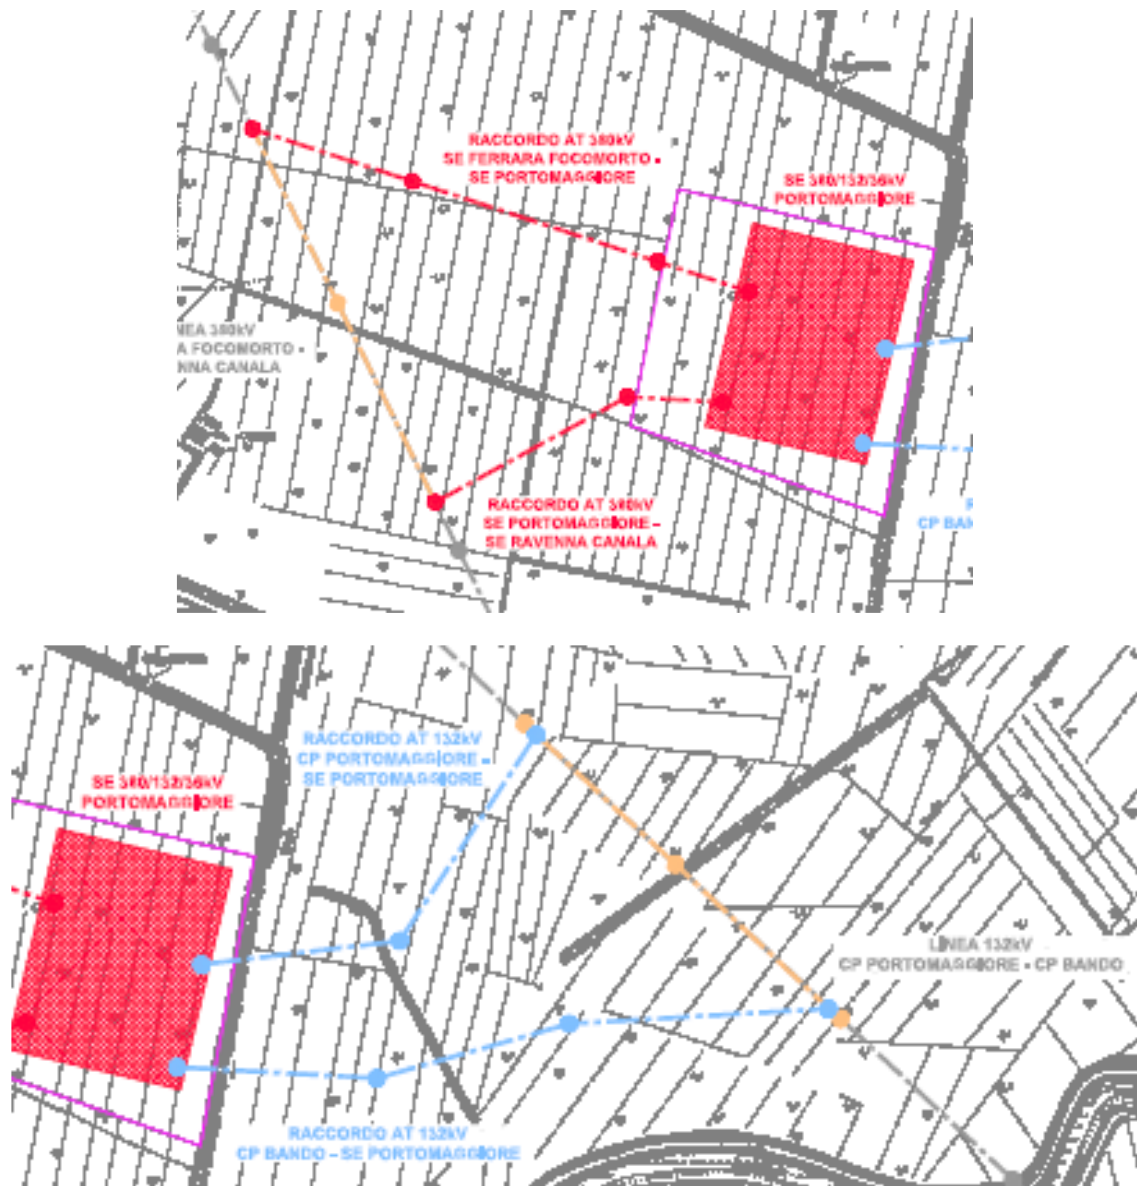 RACCORDO AT 380kV
SE FERRARA FOCOMORTO -
SE PORTOMAGGIORE
SE 380/132/36kV
PORTOMAGGIORE
NEA 380kV
A FOCOMORTO -
NNA CANALA
RACCORDO AT 380kV
SE PORTOMAGGIORE –
SE RAVENNA CANALA
R
CP BAN
RACCORDO AT 132kV
CP PORTOMAGGIORE -
SE PORTOMAGGIORE
SE 380/132/36kV
PORTOMAGGIORE
LINEA 132kV
CP PORTOMAGGIORE - CP BANDO
RACCORDO AT 132kV
CP BANDO – SE PORTOMAGGIORE